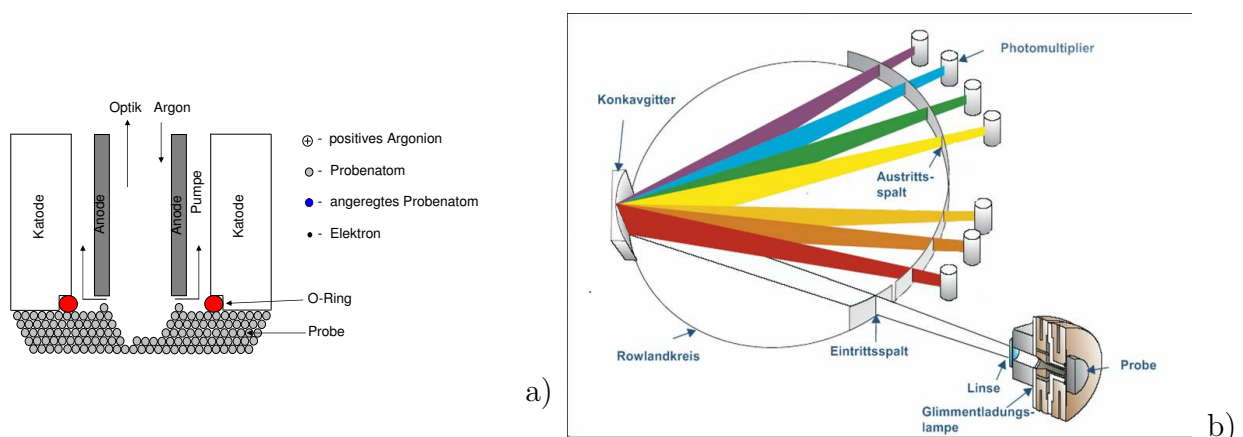 Optik
Argon
Katode
Anode
Anode
Pumpe
Katode
⊕ - positives Argonion
- Probenatom
- angeregtes Probenatom
- Elektron
O-Ring
Probe
a)
Photomultiplier
Konkavgitter
Austritts-
spalt
Rowlandkreis
Eintrittsspalt
Linse
Probe
Glimmentladungs-
lampe
b)